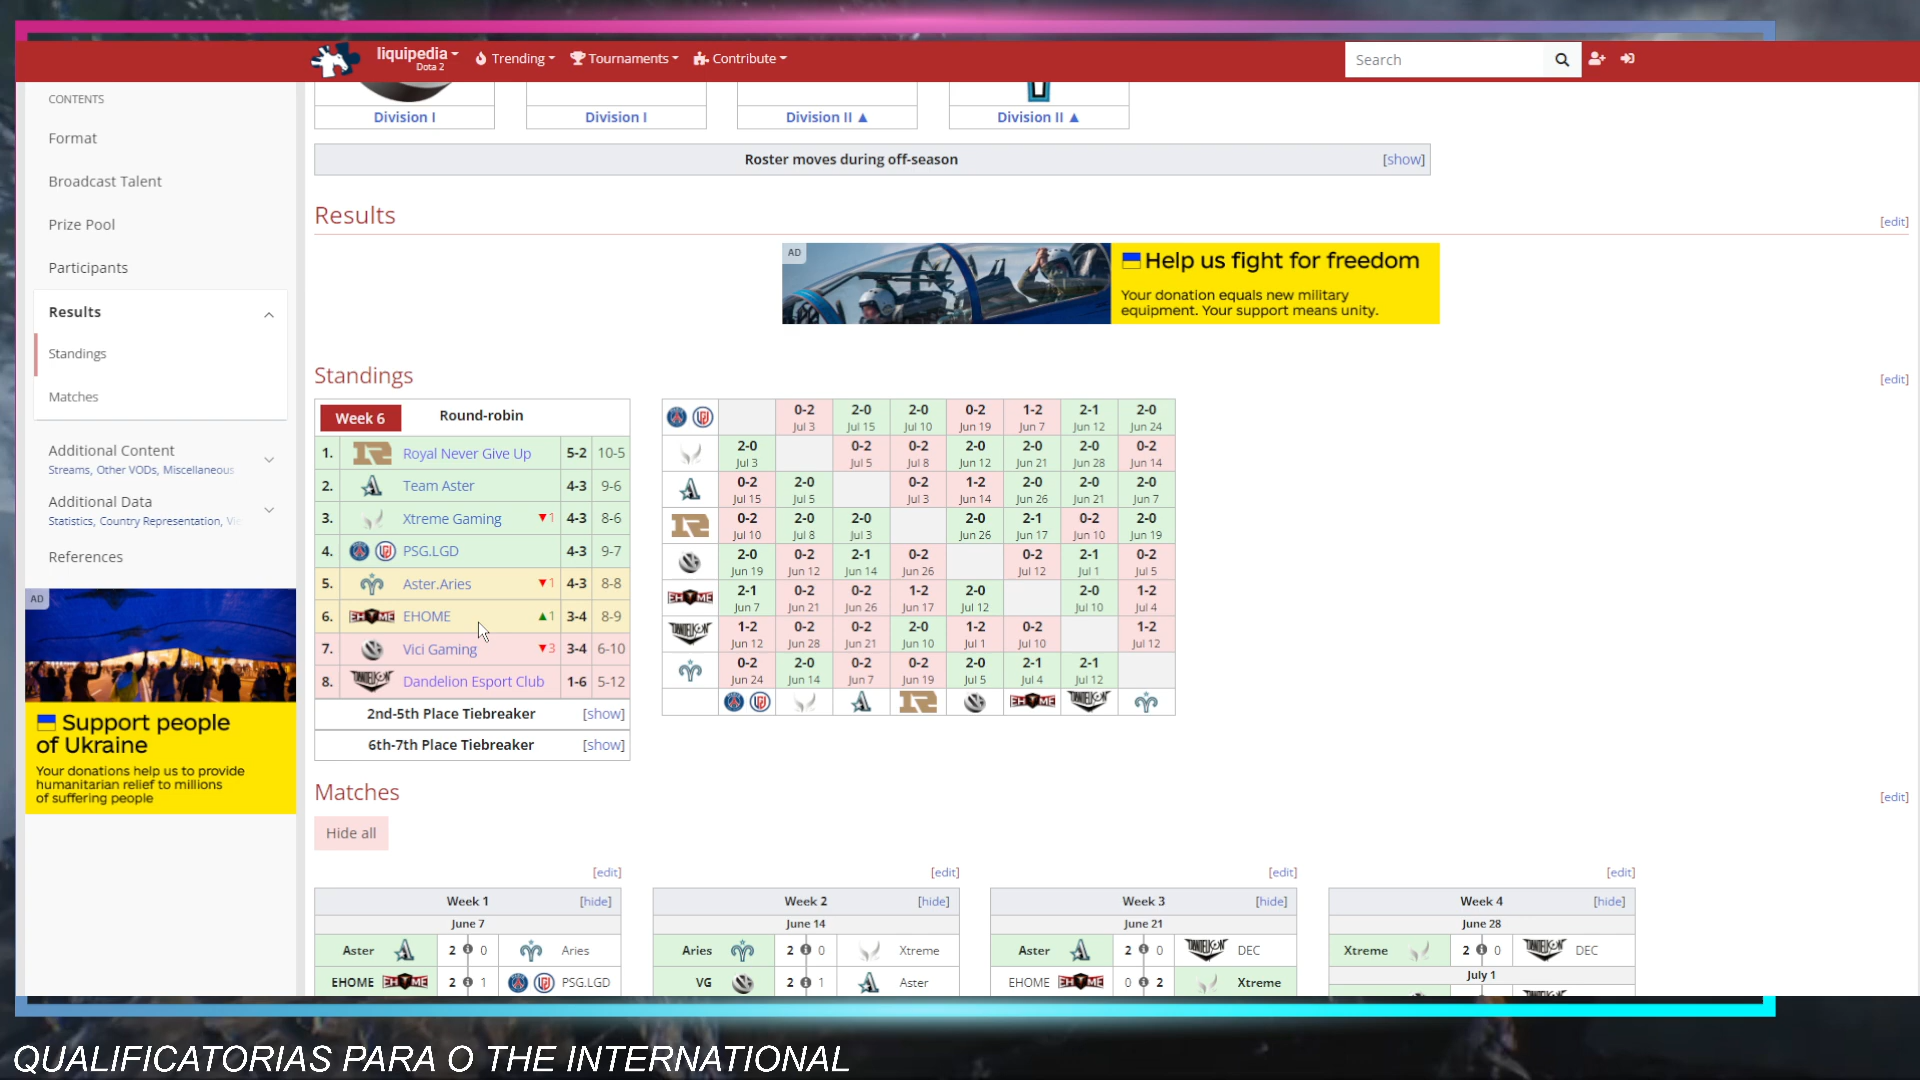 liquipedia
Dota 2
Trending
Tournaments
Contribute
Search
CONTENTS
Format
Broadcast Talent
Prize Pool
Participants
Results
Standings
Matches
Additional Content
Streams, Other VODs, Miscellaneous
Additional Data
Statistics, Country Representation,
References
AD
Support people
of Ukraine
Your donations help us to provide
humanitarian relief to millions
of suffering people
Division I
Division I
Division II ▲
Division II ▲
Roster moves during off-season [show]
Results [edit]
AD
Help us fight for freedom
Your donation equals new military
equipment. Your support means unity.
Standings [edit]
Week 6 Round-robin
1. Royal Never Give Up 5-2 10-5
2. Team Aster 4-3 9-6
3. Xtreme Gaming ▼1 4-3 8-6
4. PSG.LGD 4-3 9-7
5. Aster.Aries ▼1 4-3 8-8
6. EHOME EHOME ▲1 3-4 8-9
7. Vici Gaming ▼3 3-4 6-10
8. Dandelion Esport Club 1-6 5-12
2nd-5th Place Tiebreaker [show]
6th-7th Place Tiebreaker [show]
0-2 2-0 2-0 0-2 1-2 2-1 2-0
Jul 3 Jul 15 Jul 10 Jun 19 Jun 7 Jun 12 Jun 24
2-0 0-2 0-2 2-0 2-0 2-0 0-2
Jul 3 Jul 5 Jul 8 Jun 12 Jun 21 Jun 28 Jun 14
0-2 2-0 0-2 1-2 2-0 2-0 2-0
Jul 15 Jul 5 Jul 3 Jun 14 Jun 26 Jun 21 Jun 7
0-2 2-0 2-0 2-0 2-1 0-2 2-0
Jul 10 Jul 8 Jul 3 Jun 26 Jun 17 Jun 10 Jun 19
2-0 0-2 2-1 0-2 0-2 2-1 0-2
Jun 19 Jun 12 Jun 14 Jun 26 Jul 12 Jul 1 Jul 5
EHOME 2-1 0-2 0-2 1-2 2-0 2-0 1-2
Jun 7 Jun 21 Jun 26 Jun 17 Jul 12 Jul 10 Jul 4
1-2 0-2 0-2 2-0 1-2 0-2 1-2
Jun 12 Jun 28 Jun 21 Jun 10 Jul 1 Jul 10 Jul 12
0-2 2-0 0-2 0-2 2-0 2-1 2-1
Jun 24 Jun 14 Jun 7 Jun 19 Jul 5 Jul 4 Jul 12
EHOME
Matches [edit]
Hide all
[edit] [edit] [edit] [edit]
Week 1 [hide]
June 7
Aster 2 0 Aries
EHOME EHOME 2 1 PSG.LGD
Week 2 [hide]
June 14
Aries 2 0 Xtreme
VG 2 1 Aster
Week 3 [hide]
June 21
Aster 2 0 DEC
EHOME EHOME 0 2 Xtreme
Week 4 [hide]
June 28
Xtreme 2 0 DEC
July 1
QUALIFICATORIAS PARA O THE INTERNATIONAL